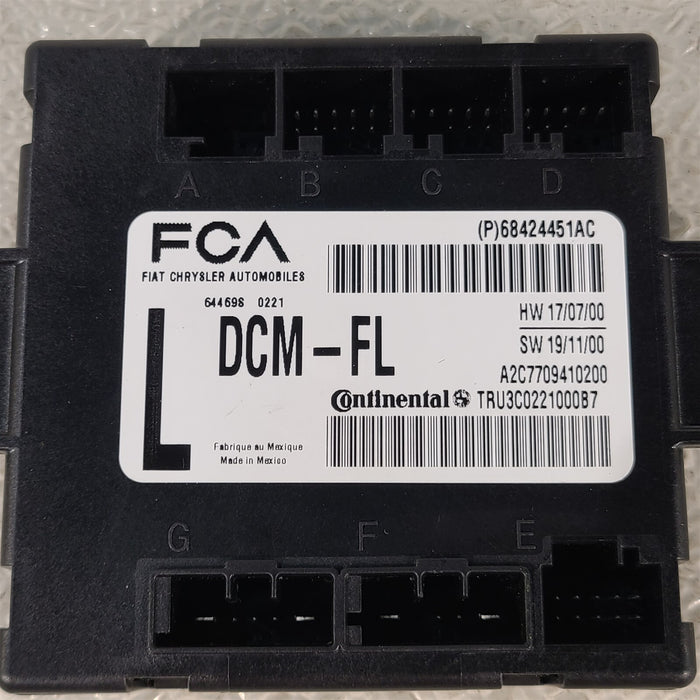 A B C D
FCA
FIAT CHRYSLER AUTOMOBILES
(P)68424451AC
64469S 0221
L
DCM-FL
HW 17/07/00
SW 19/11/00
A2C7709410200
Continental TRU3C0221000B7
Fabrique au Mexique
Made in Mexico
G F E